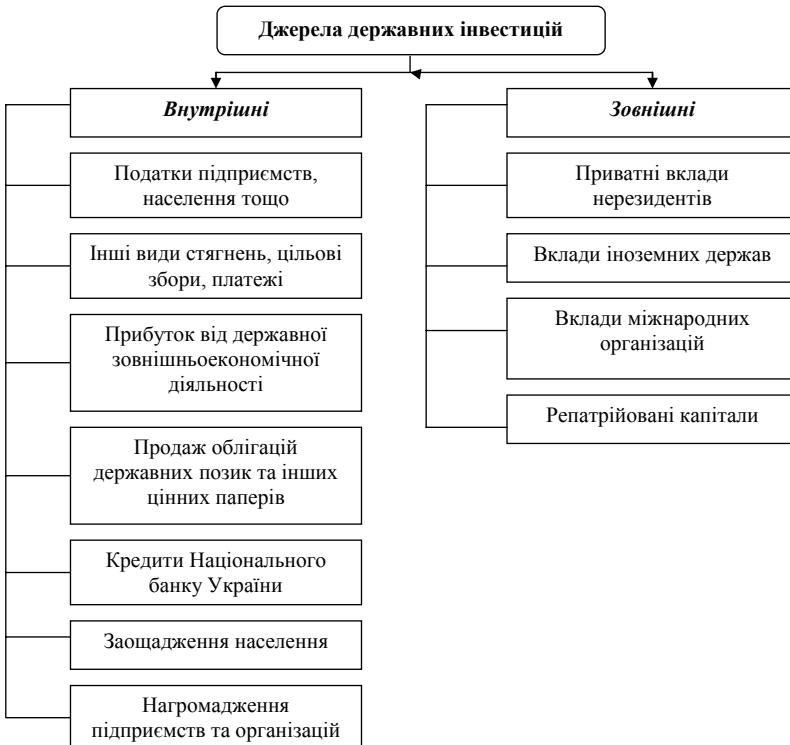 Джерела державних інвестицій
Внутрішні
Податки підприємств,
населення тощо
Інші види стягнень, цільові
збори, платежі
Прибуток від державної
зовнішньоекономічної
діяльності
Продаж облігацій
державних позик та інших
цінних паперів
Кредити Національного
банку України
Заощадження населення
Нагромадження
підприємств та організацій
Зовнішні
Приватні вклади
нерезидентів
Вклади іноземних держав
Вклади міжнародних
організацій
Репатрійовані капітали